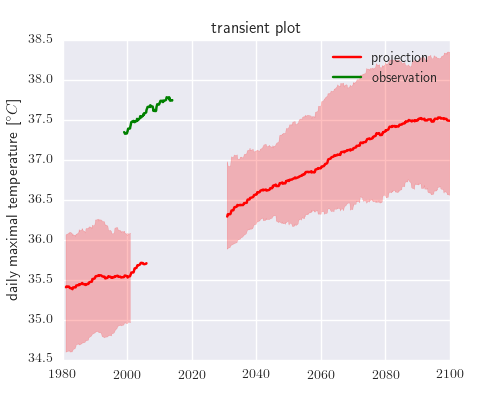 transient plot
projection
observation
daily maximal temperature [°C]
38.5
38.0
37.5
37.0
36.5
36.0
35.5
35.0
34.5
1980 2000 2020 2040 2060 2080 2100